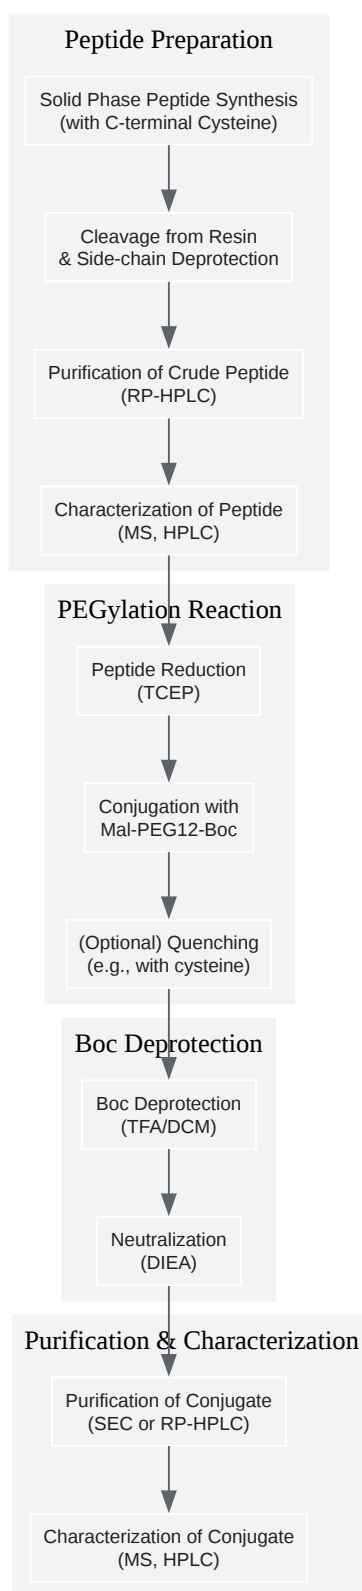 Peptide Preparation
Solid Phase Peptide Synthesis
(with C-terminal Cysteine)
Cleavage from Resin
& Side-chain Deprotection
Purification of Crude Peptide
(RP-HPLC)
Characterization of Peptide
(MS, HPLC)
PEGylation Reaction
Peptide Reduction
(TCEP)
Conjugation with
Mal-PEG12-Boc
(Optional) Quenching
(e.g., with cysteine)
Boc Deprotection
Boc Deprotection
(TFA/DCM)
Neutralization
(DIEA)
Purification & Characterization
Purification of Conjugate
(SEC or RP-HPLC)
Characterization of Conjugate
(MS, HPLC)